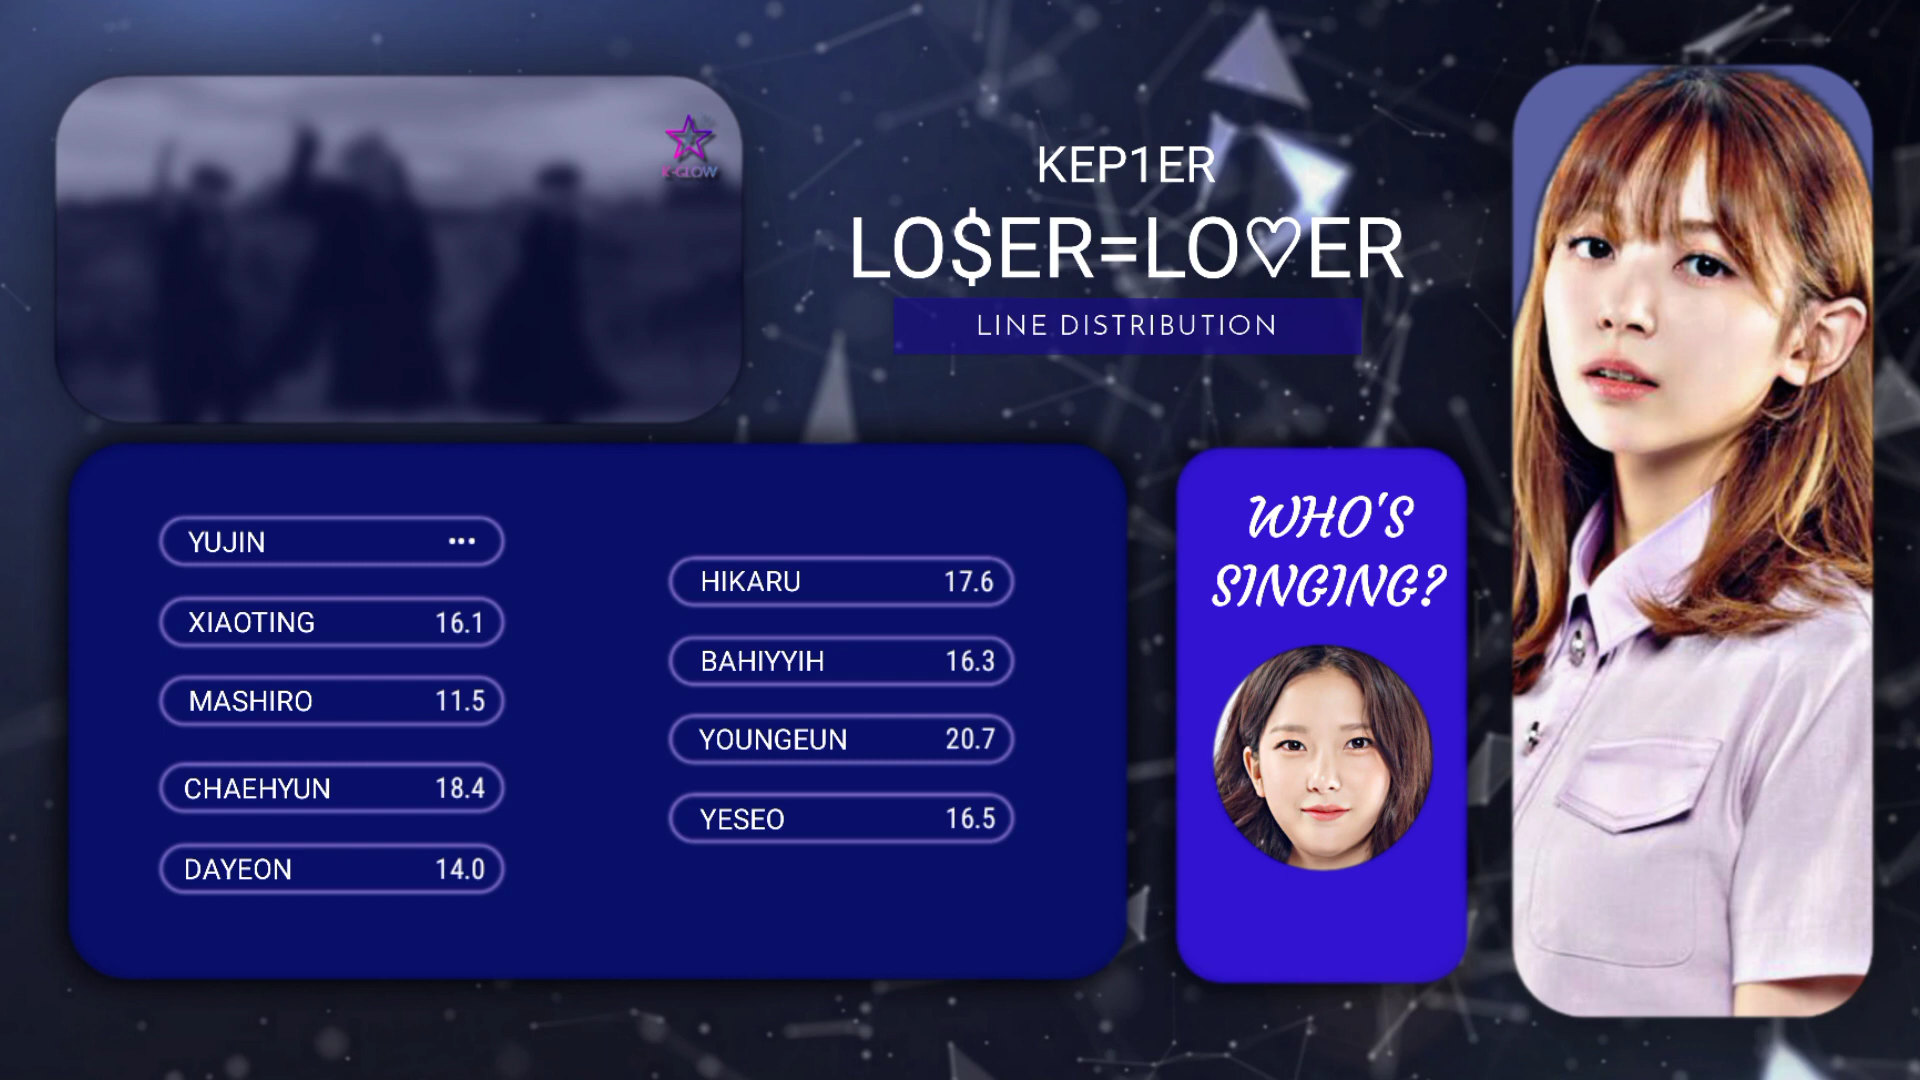 K-GLOW
KEP1ER
LO$ER=LO♡ER
LINE DISTRIBUTION
YUJIN ...
XIAOTING 16.1
MASHIRO 11.5
CHAEHYUN 18.4
DAYEON 14.0
HIKARU 17.6
BAHIYYIH 16.3
YOUNGEUN 20.7
YESEO 16.5
WHO'S
SINGING?